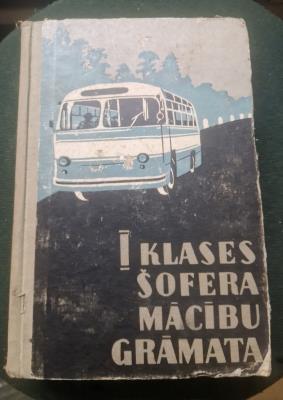 I KLASES
ŠOFERA
MĀCĪBU
GRĀMATA